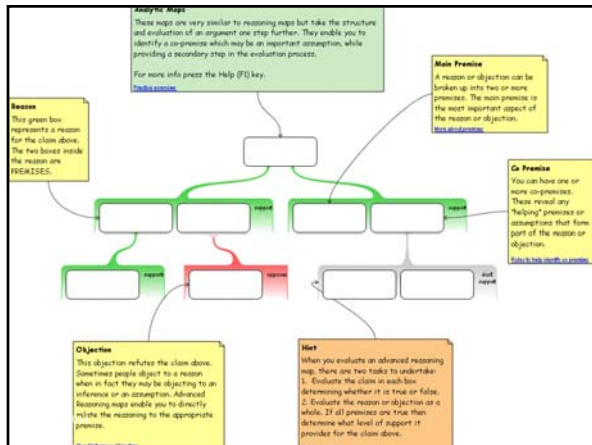 Analytic Maps
These maps are very similar to reasoning maps but take the structure
and evaluation of an argument one step further. They enable you to
identify a co-premise which may be an important assumption, while
providing a secondary step in the evaluation process.
For more info press the Help (F1) key.
Practice exercises
Main Premise
A reason or objection can be
broken up into two or more
premises. The main premise is
the most important aspect of
the reason or objection.
More about premises
Reason
This green box
represents a reason
for the claim above.
The two boxes inside
the reason are
PREMISES.
support
support
Co Premise
You can have one or
more co-premises.
These reveal any
"helping" premises or
assumptions that form
part of the reason or
objection.
Rules to help identify co premises
support
oppose
support
Objection
This objection refutes the claim above.
Sometimes people object to a reason
when in fact they may be objecting to an
inference or an assumption. Advanced
Reasoning maps enable you to directly
relate the reasoning to the appropriate
premise.
Hint
When you evaluate an advanced reasoning
map, there are two tasks to undertake:
1. Evaluate the claim in each box
determining whether it is true or false.
2. Evaluate the reason or objection as a
whole. If all premises are true then
determine what level of support it
provides for the claim above.